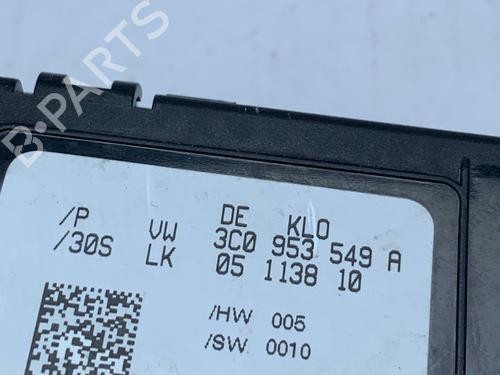 B-PARTS
/P VW DE KLO
/30S LK 3C0 953 549 A
05 1138 10
/HW 005
/SW 0010